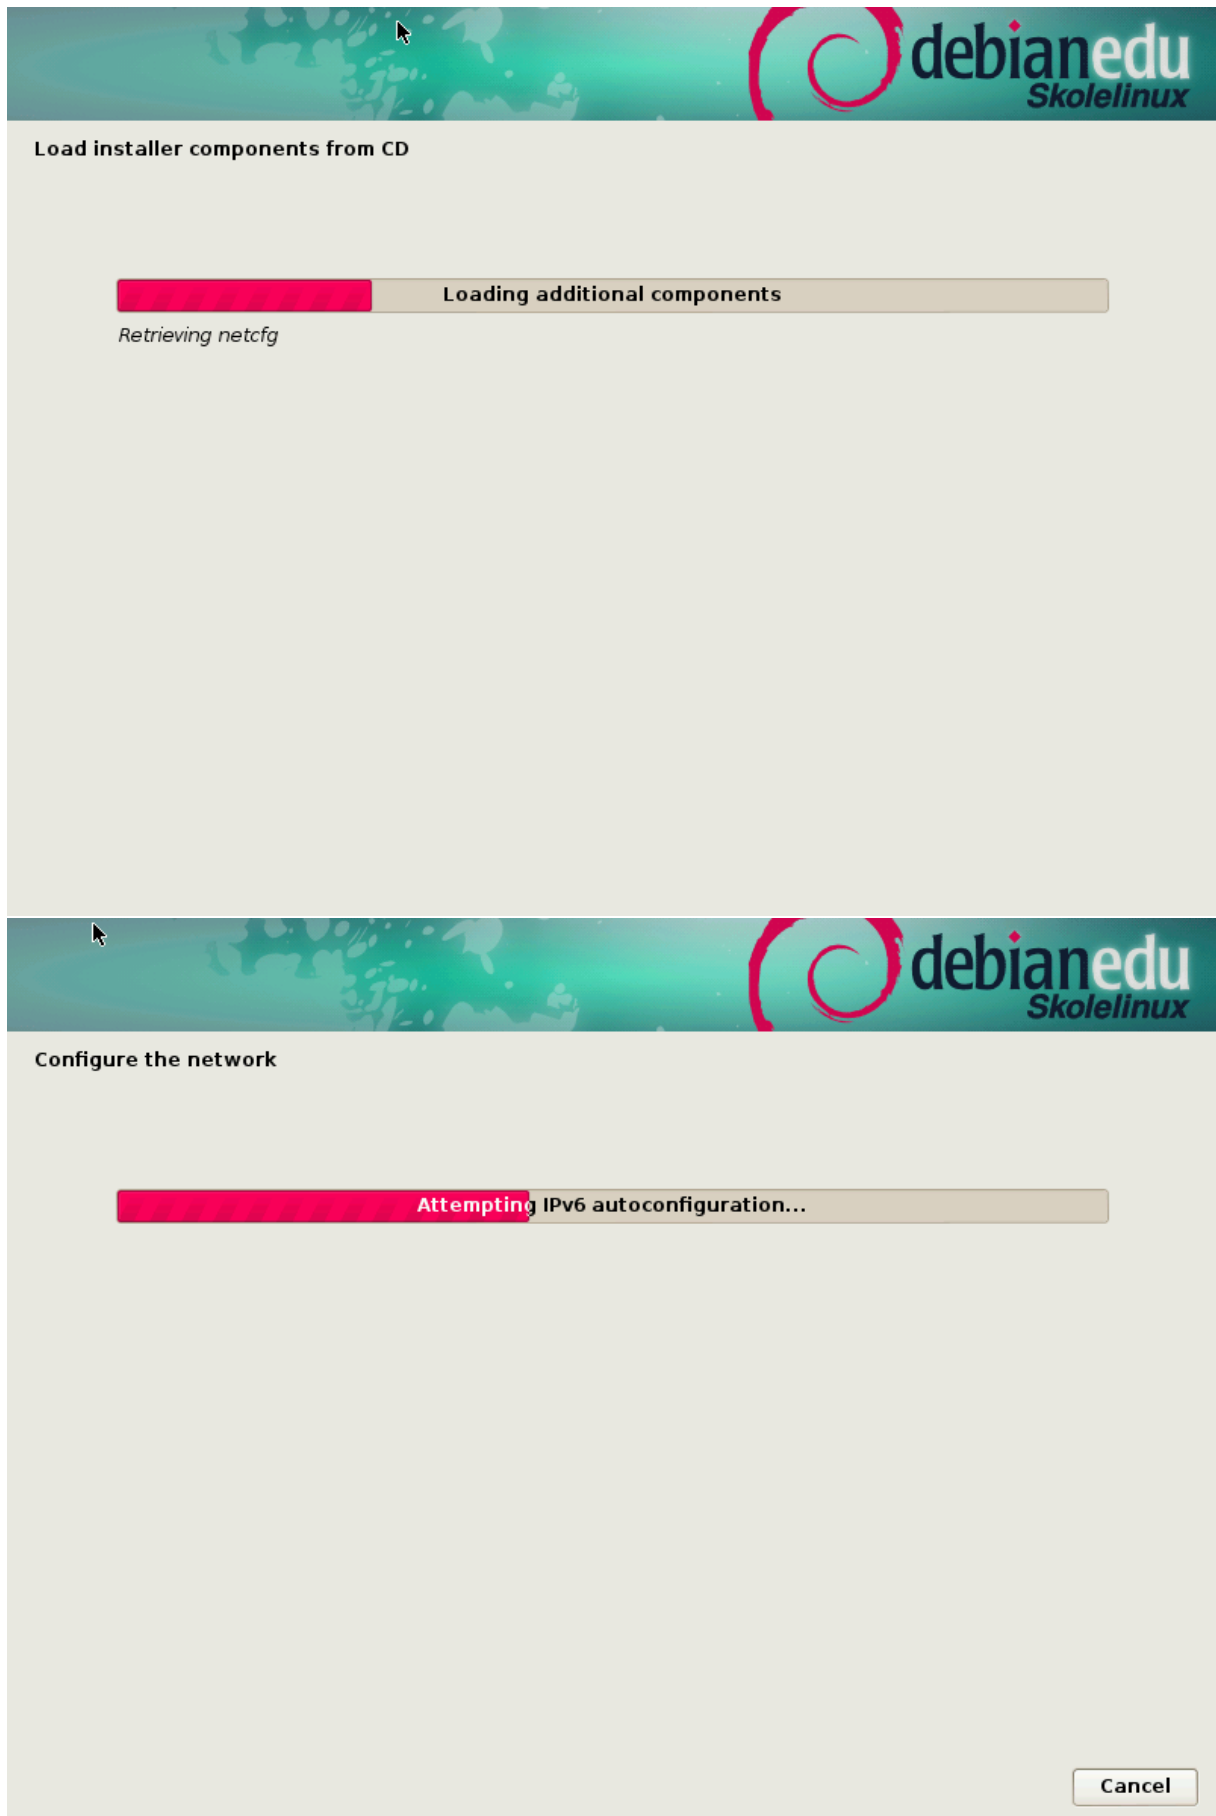 debianedu
Skolelinux
Load installer components from CD
Loading additional components
Retrieving netcfg
debianedu
Skolelinux
Configure the network
Attempting IPv6 autoconfiguration...
Cancel